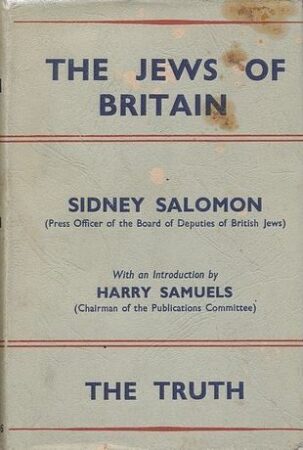 THE JEWS OF
BRITAIN
SIDNEY SALOMON
(Press Officer of the Board of Deputies of British Jews)
With an Introduction by
HARRY SAMUELS
(Chairman of the Publications Committee)
THE TRUTH